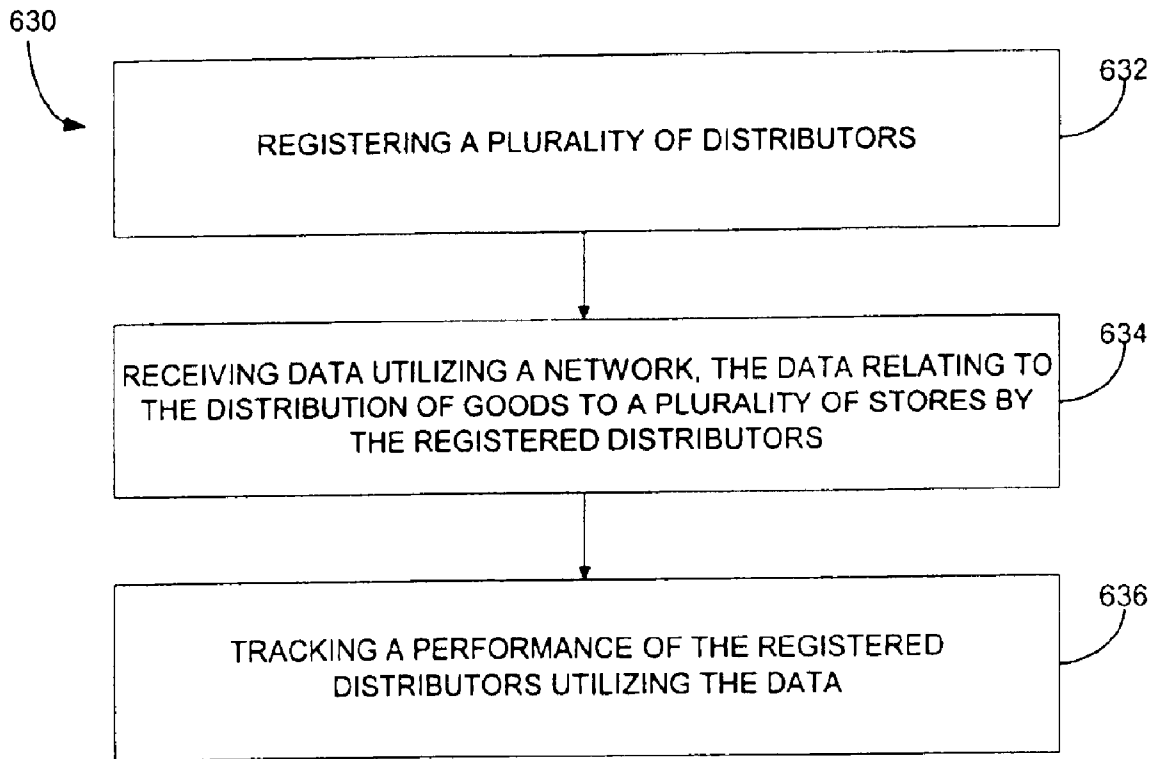 630
632
REGISTERING A PLURALITY OF DISTRIBUTORS
634
RECEIVING DATA UTILIZING A NETWORK, THE DATA RELATING TO
THE DISTRIBUTION OF GOODS TO A PLURALITY OF STORES BY
THE REGISTERED DISTRIBUTORS
636
TRACKING A PERFORMANCE OF THE REGISTERED
DISTRIBUTORS UTILIZING THE DATA